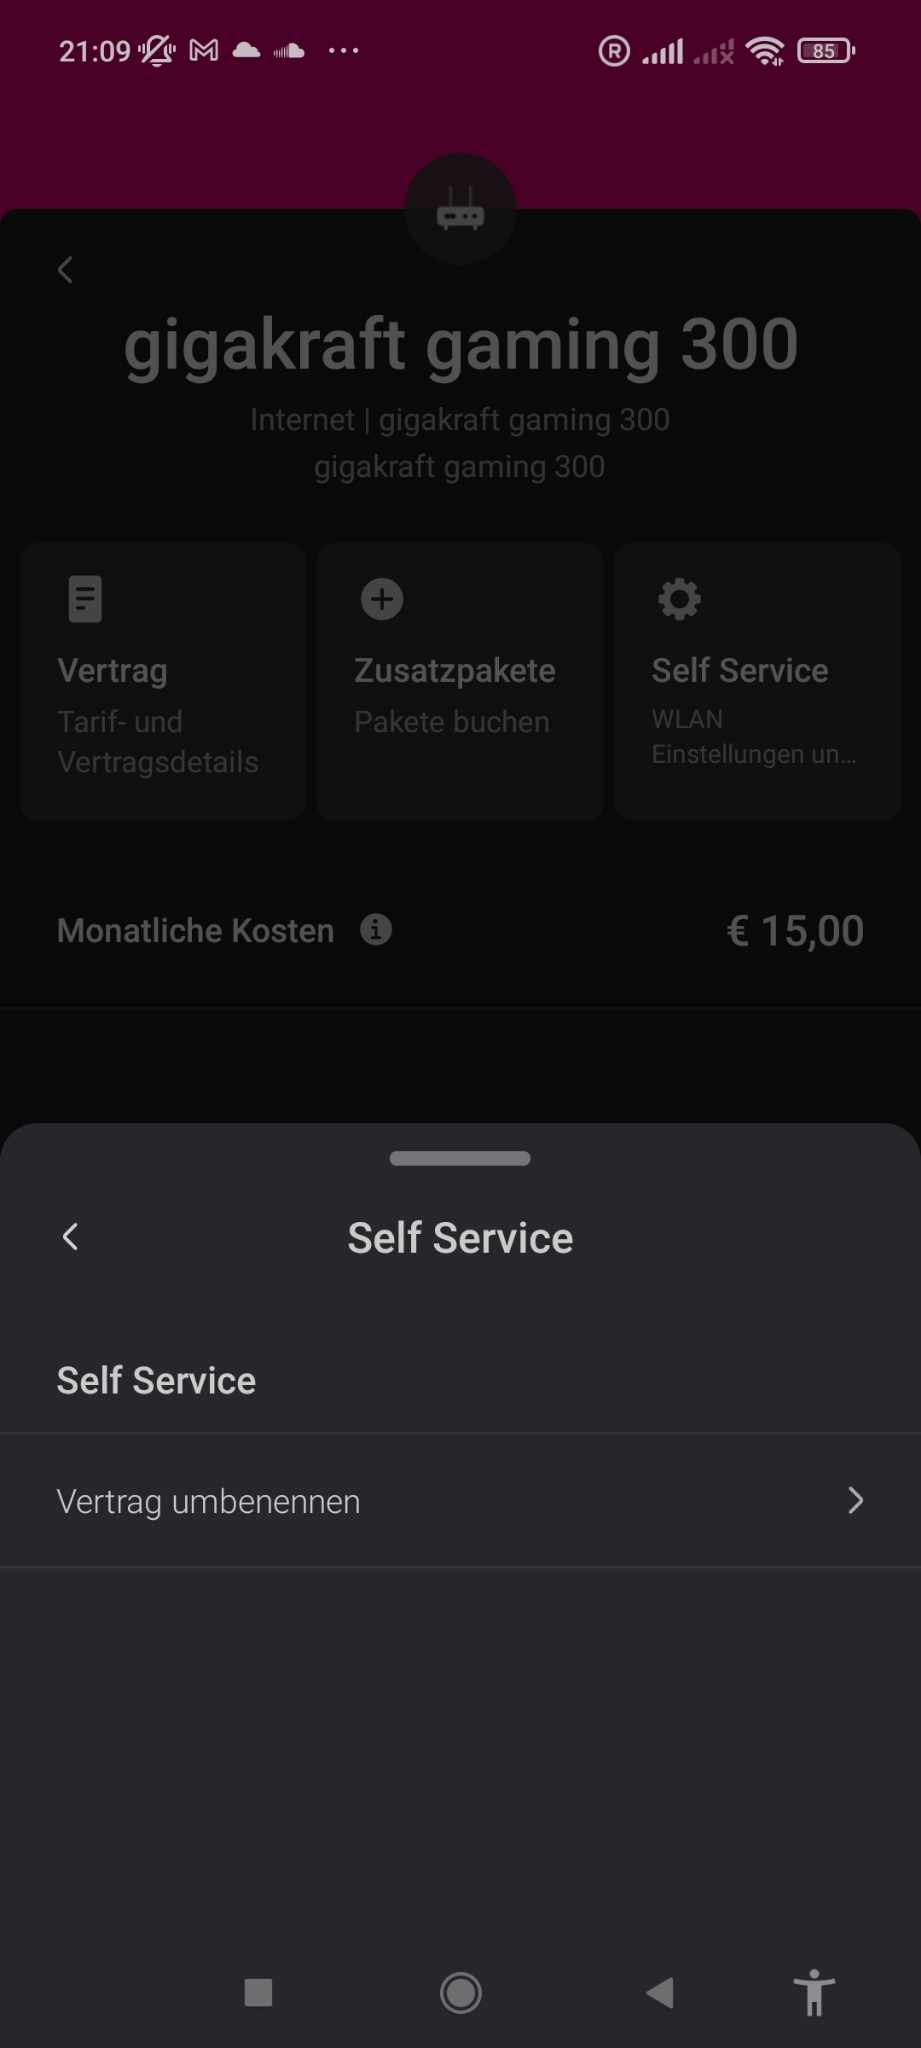 21:09
R
85
gigakraft gaming 300
Internet | gigakraft gaming 300
gigakraft gaming 300
Vertrag
Tarif- und
Vertragsdetails
Zusatzpakete
Pakete buchen
Self Service
WLAN
Einstellungen un...
Monatliche Kosten
€ 15,00
Self Service
Self Service
Vertrag umbenennen